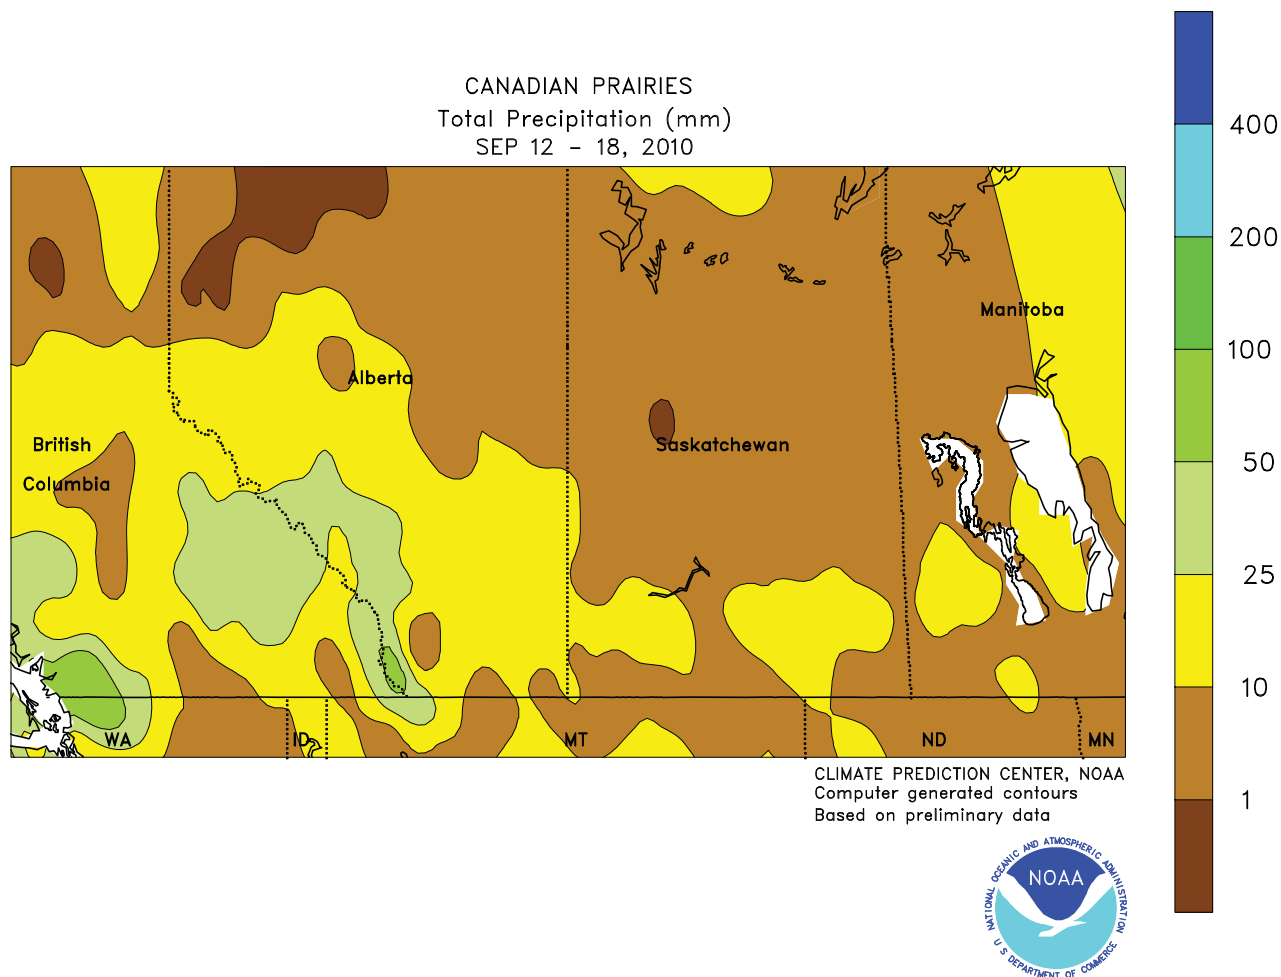 CANADIAN PRAIRIES
Total Precipitation (mm)
SEP 12 - 18, 2010
400
200
100
50
25
10
1
Manitoba
Alberta
British
Columbia
Saskatchewan
WA
ID
MT
ND
MN
CLIMATE PREDICTION CENTER, NOAA
Computer generated contours
Based on preliminary data
NATIONAL OCEANIC AND ATMOSPHERIC ADMINISTRATION
NOAA
U S DEPARTMENT OF COMMERCE